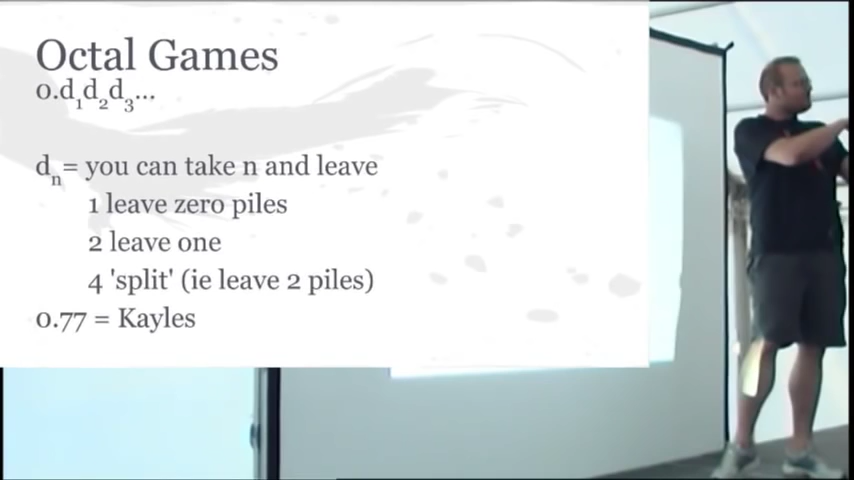 Octal Games
0.d₁d₂d₃...
dₙ= you can take n and leave
1 leave zero piles
2 leave one
4 'split' (ie leave 2 piles)
0.77 = Kayles